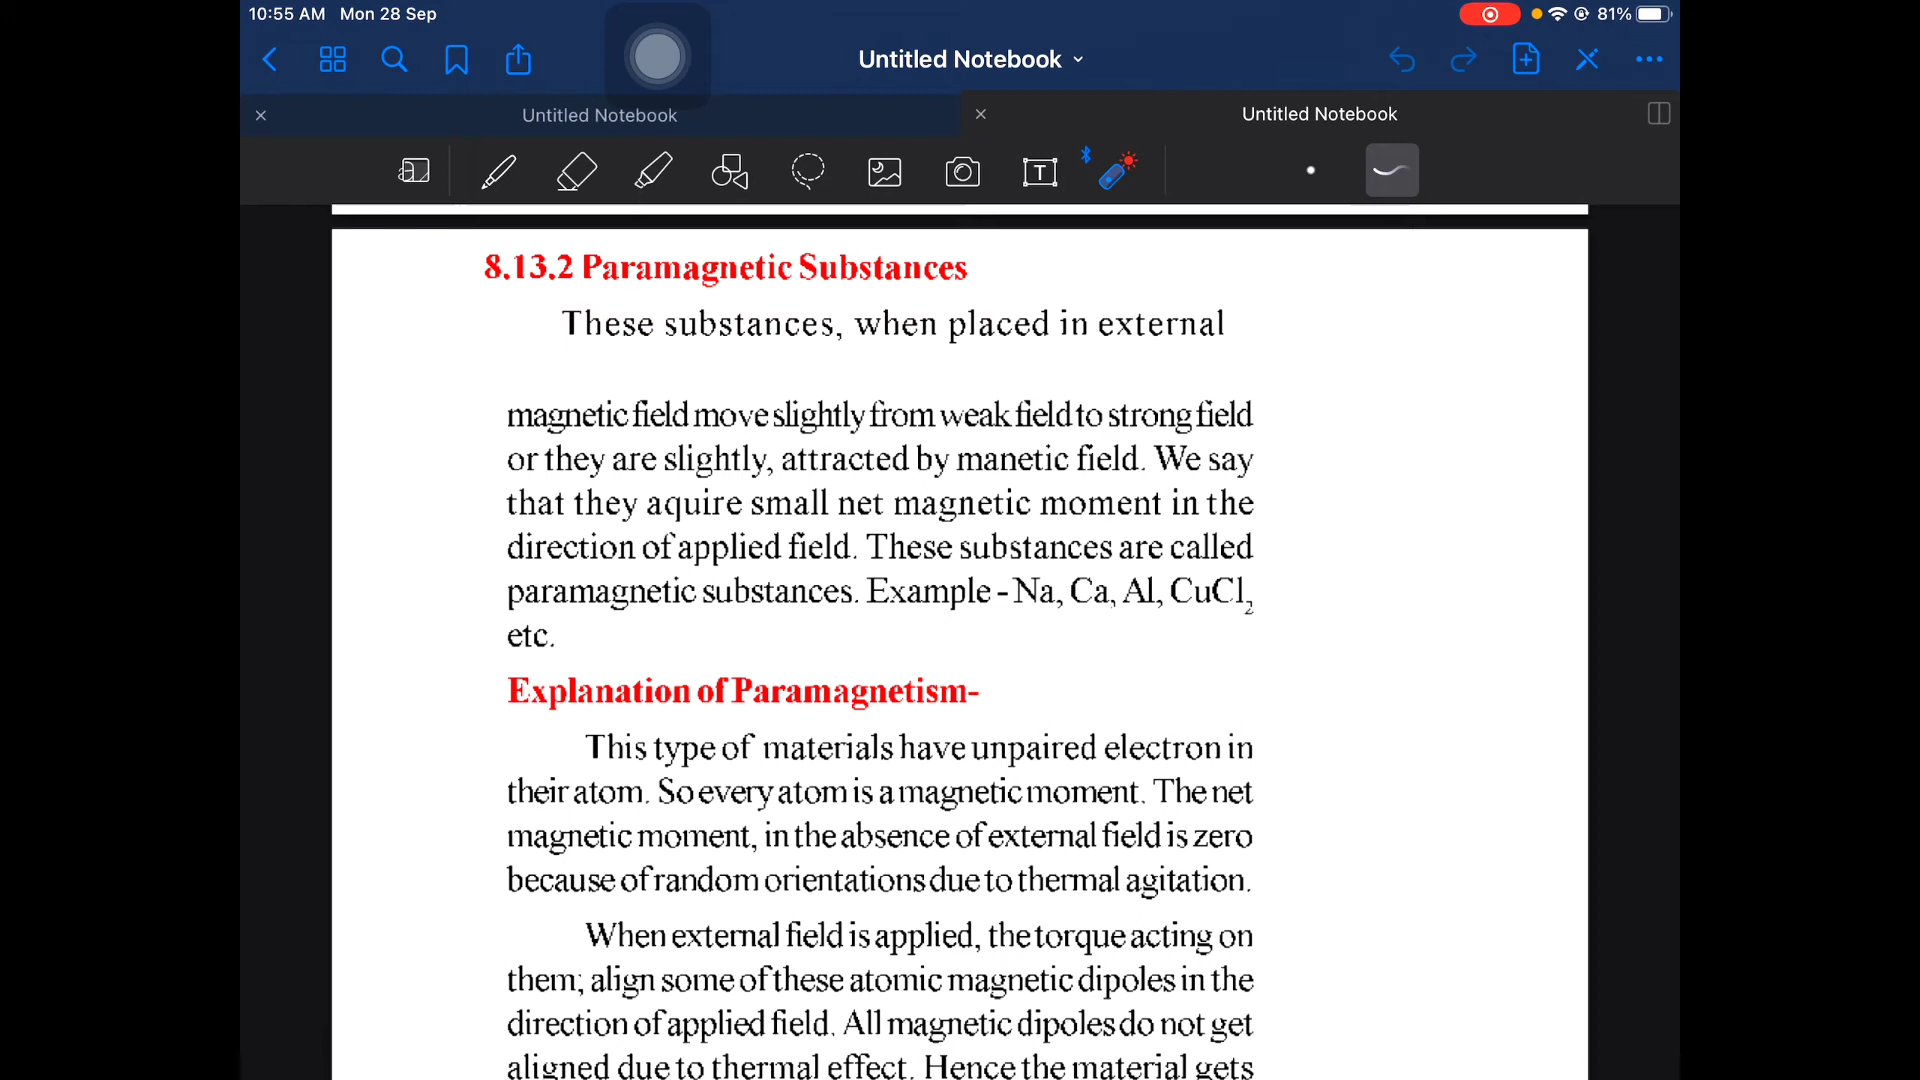 10:55 AM Mon 28 Sep
81%
Untitled Notebook
Untitled Notebook
Untitled Notebook
T
8.13.2 Paramagnetic Substances
These substances, when placed in external
magnetic field move slightly from weak field to strong field
or they are slightly, attracted by manetic field. We say
that they aquire small net magnetic moment in the
direction of applied field. These substances are called
paramagnetic substances. Example - Na, Ca, Al, CuCl₂
etc.
Explanation of Paramagnetism-
This type of materials have unpaired electron in
their atom. So every atom is a magnetic moment. The net
magnetic moment, in the absence of external field is zero
because of random orientations due to thermal agitation.
When external field is applied, the torque acting on
them; align some of these atomic magnetic dipoles in the
direction of applied field. All magnetic dipoles do not get
aligned due to thermal effect. Hence the material gets